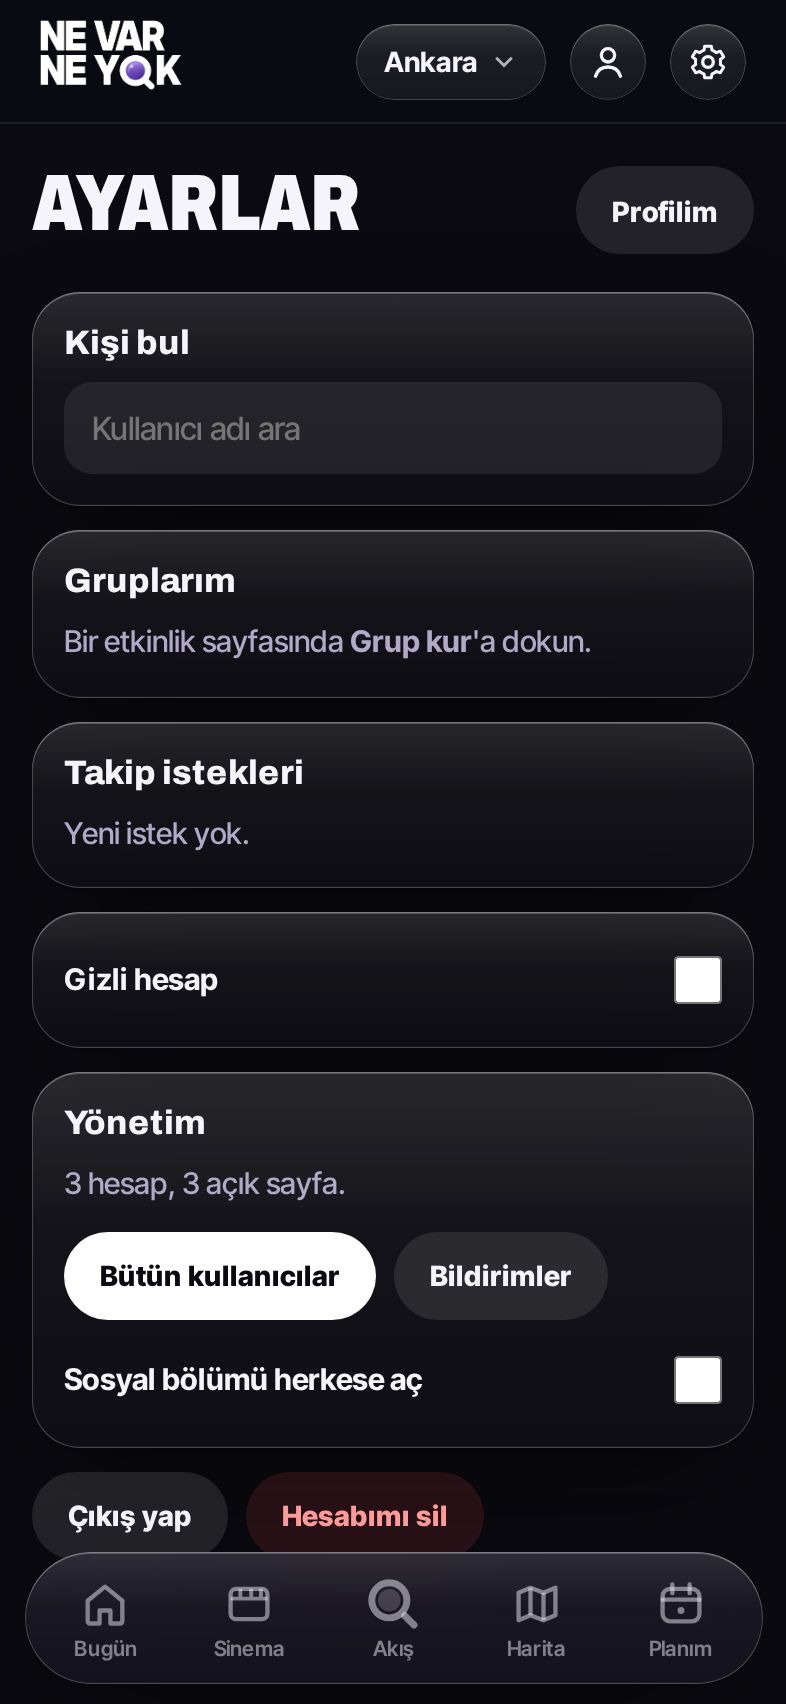 NE VAR
NE YOK
Ankara
AYARLAR
Profilim
Kişi bul
Kullanıcı adı ara
Gruplarım
Bir etkinlik sayfasında Grup kur'a dokun.
Takip istekleri
Yeni istek yok.
Gizli hesap
Yönetim
3 hesap, 3 açık sayfa.
Bütün kullanıcılar
Bildirimler
Sosyal bölümü herkese aç
Çıkış yap
Hesabımı sil
Bugün
Sinema
Akış
Harita
Planım